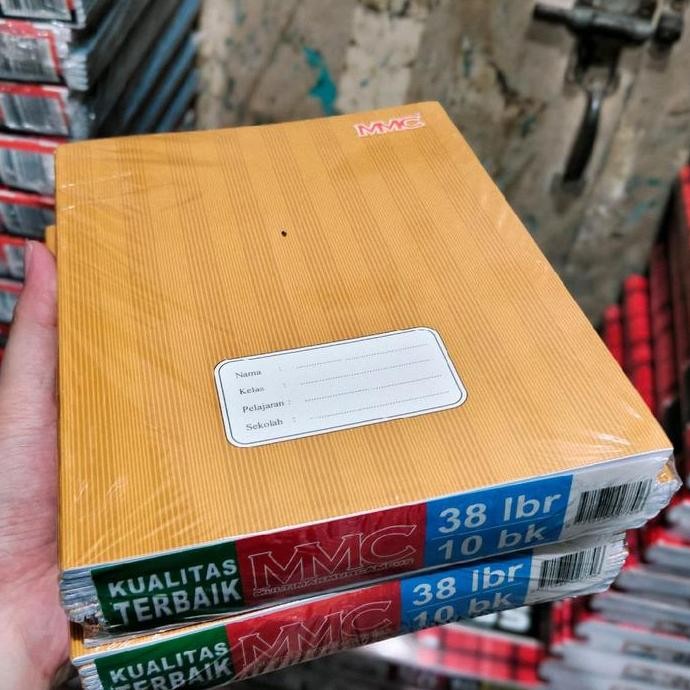 MMC
Nama :
Kelas :
Pelajaran :
Sekolah :
KUALITAS
TERBAIK
MMC
38 lbr
10 bk
KUALITAS
TERBAIK
MMC
38 lbr
10 bk